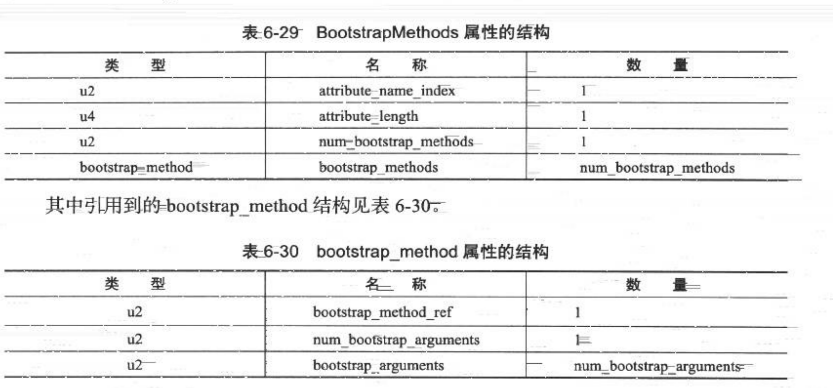 表6-29 BootstrapMethods 属性的结构
类 型 名 称 数 量
u2 attribute_name_index 1
u4 attribute_length 1
u2 num_bootstrap_methods 1
bootstrap_method bootstrap_methods num_bootstrap_methods
其中引用到的 bootstrap_method 结构见表 6-30。
表6-30 bootstrap_method 属性的结构
类 型 名 称 数 量
u2 bootstrap_method_ref 1
u2 num_bootstrap_arguments 1
u2 bootstrap_arguments num_bootstrap_arguments